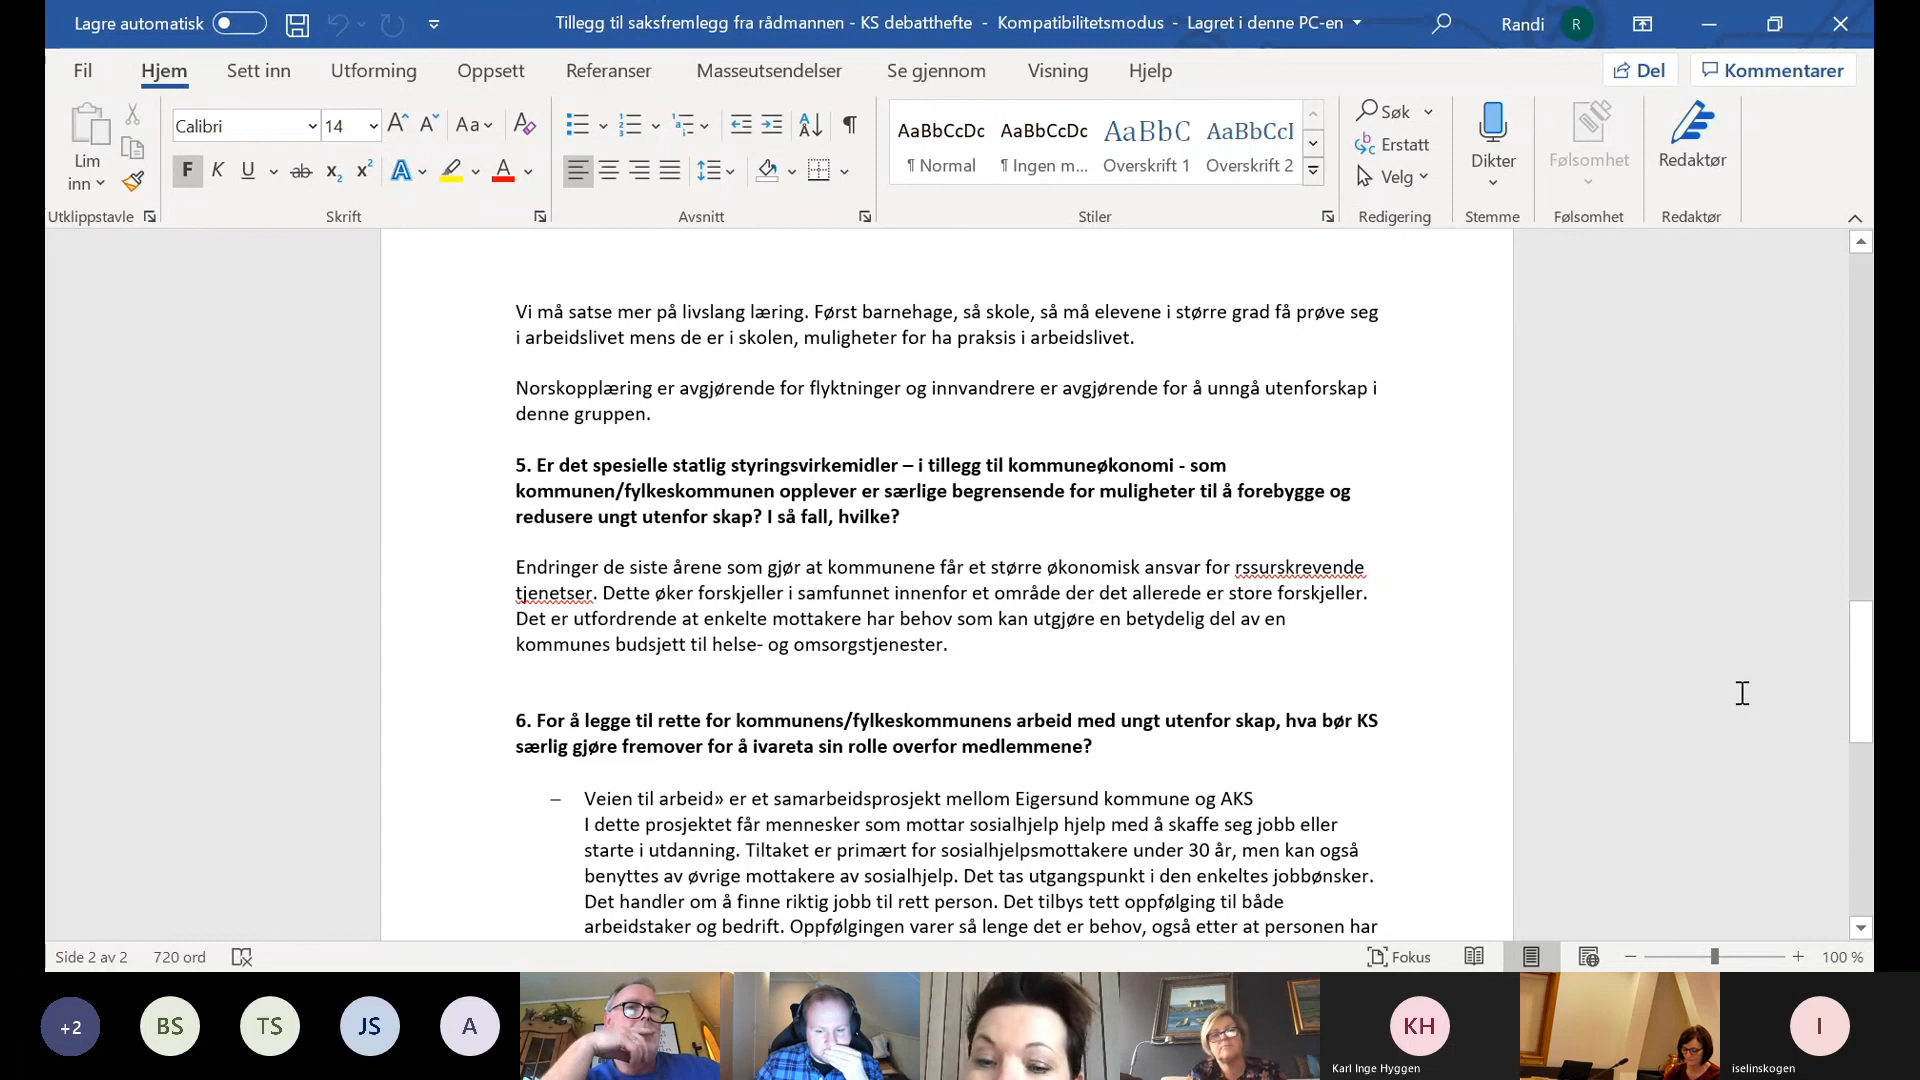 Lagre automatisk
Tillegg til saksfremlegg fra rådmannen - KS debatthefte - Kompatibilitetsmodus - Lagret i denne PC-en
Randi
R
Fil Hjem Sett inn Utforming Oppsett Referanser Masseutsendelser Se gjennom Visning Hjelp
Del
Kommentarer
Lim
inn
Utklippstavle
Calibri 14
Aa
F K U ab x₂ x² A A
Skrift
Avsnitt
AaBbCcDc AaBbCcDc AaBbC AaBbCcI
¶ Normal ¶ Ingen m... Overskrift 1 Overskrift 2
Stiler
Søk
Erstatt
Velg
Redigering
Dikter
Stemme
Følsomhet
Følsomhet
Redaktør
Redaktør
Vi må satse mer på livslang læring. Først barnehage, så skole, så må elevene i større grad få prøve seg
i arbeidslivet mens de er i skolen, muligheter for ha praksis i arbeidslivet.
Norskopplæring er avgjørende for flyktninger og innvandrere er avgjørende for å unngå utenforskap i
denne gruppen.
5. Er det spesielle statlig styringsvirkemidler – i tillegg til kommuneøkonomi - som
kommunen/fylkeskommunen opplever er særlige begrensende for muligheter til å forebygge og
redusere ungt utenfor skap? I så fall, hvilke?
Endringer de siste årene som gjør at kommunene får et større økonomisk ansvar for rssurskrevende
tjenetser. Dette øker forskjeller i samfunnet innenfor et område der det allerede er store forskjeller.
Det er utfordrende at enkelte mottakere har behov som kan utgjøre en betydelig del av en
kommunes budsjett til helse- og omsorgstjenester.
6. For å legge til rette for kommunens/fylkeskommunens arbeid med ungt utenfor skap, hva bør KS
særlig gjøre fremover for å ivareta sin rolle overfor medlemmene?
– Veien til arbeid» er et samarbeidsprosjekt mellom Eigersund kommune og AKS
I dette prosjektet får mennesker som mottar sosialhjelp hjelp med å skaffe seg jobb eller
starte i utdanning. Tiltaket er primært for sosialhjelpsmottakere under 30 år, men kan også
benyttes av øvrige mottakere av sosialhjelp. Det tas utgangspunkt i den enkeltes jobbønsker.
Det handler om å finne riktig jobb til rett person. Det tilbys tett oppfølging til både
arbeidstaker og bedrift. Oppfølgingen varer så lenge det er behov, også etter at personen har
Side 2 av 2 720 ord
Fokus
100 %
+2 BS TS JS A KH I
Karl Inge Hyggen
iselinskogen